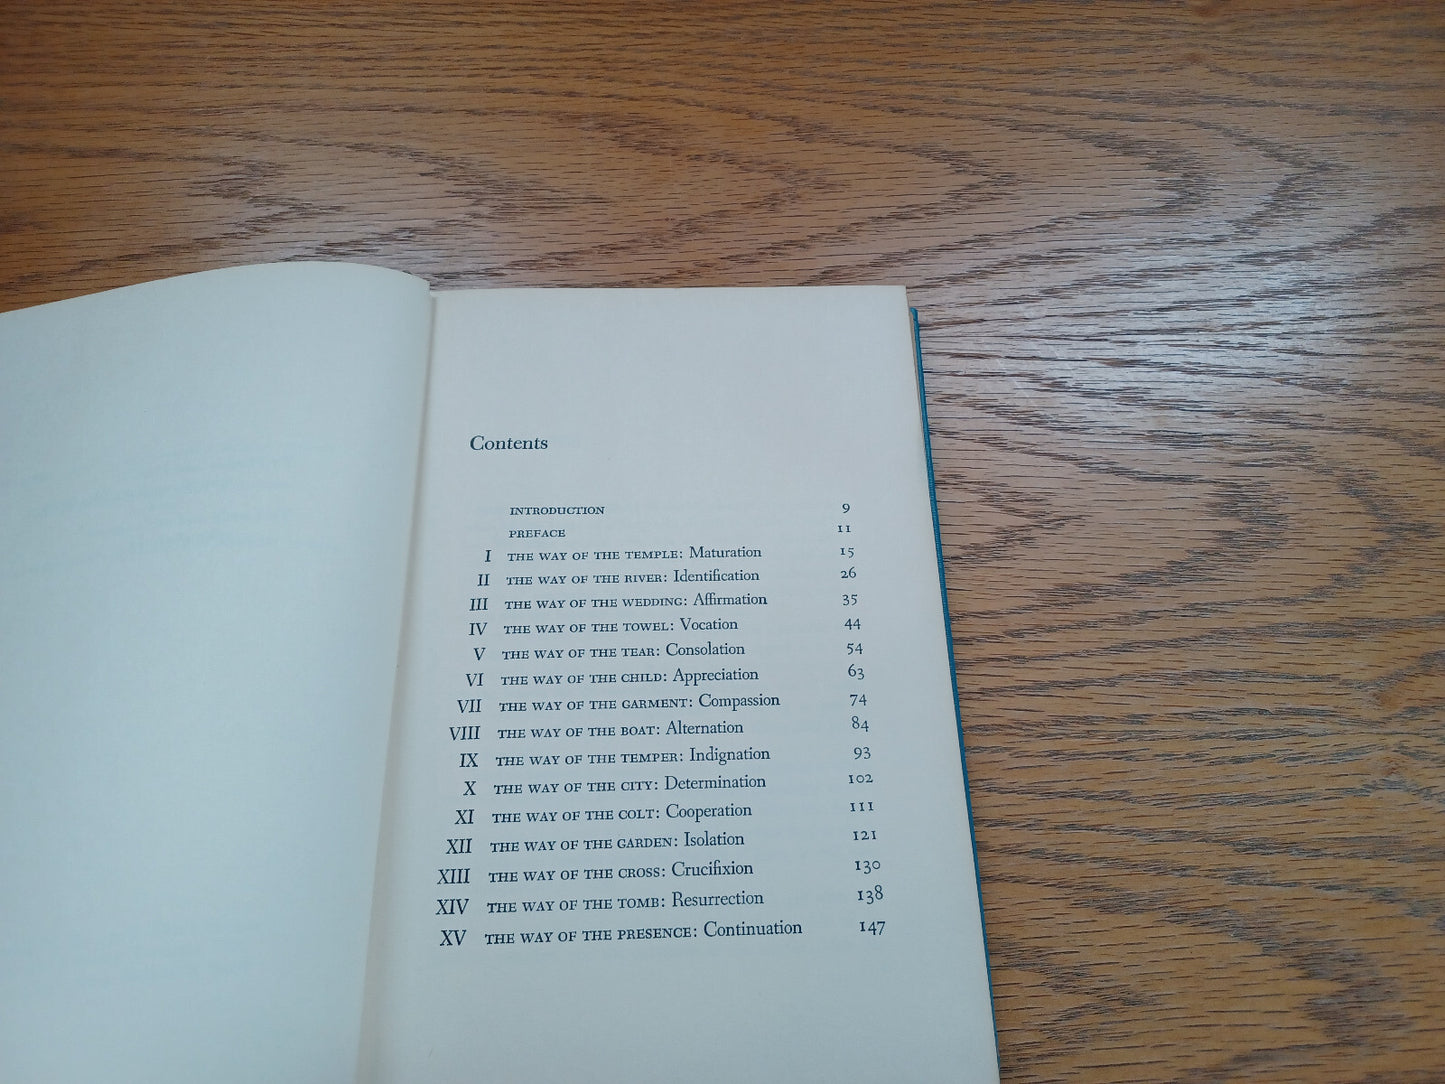 Contents
INTRODUCTION 9
PREFACE 11
I THE WAY OF THE TEMPLE: Maturation 15
II THE WAY OF THE RIVER: Identification 26
III THE WAY OF THE WEDDING: Affirmation 35
IV THE WAY OF THE TOWEL: Vocation 44
V THE WAY OF THE TEAR: Consolation 54
VI THE WAY OF THE CHILD: Appreciation 63
VII THE WAY OF THE GARMENT: Compassion 74
VIII THE WAY OF THE BOAT: Alternation 84
IX THE WAY OF THE TEMPER: Indignation 93
X THE WAY OF THE CITY: Determination 102
XI THE WAY OF THE COLT: Cooperation 111
XII THE WAY OF THE GARDEN: Isolation 121
XIII THE WAY OF THE CROSS: Crucifixion 130
XIV THE WAY OF THE TOMB: Resurrection 138
XV THE WAY OF THE PRESENCE: Continuation 147